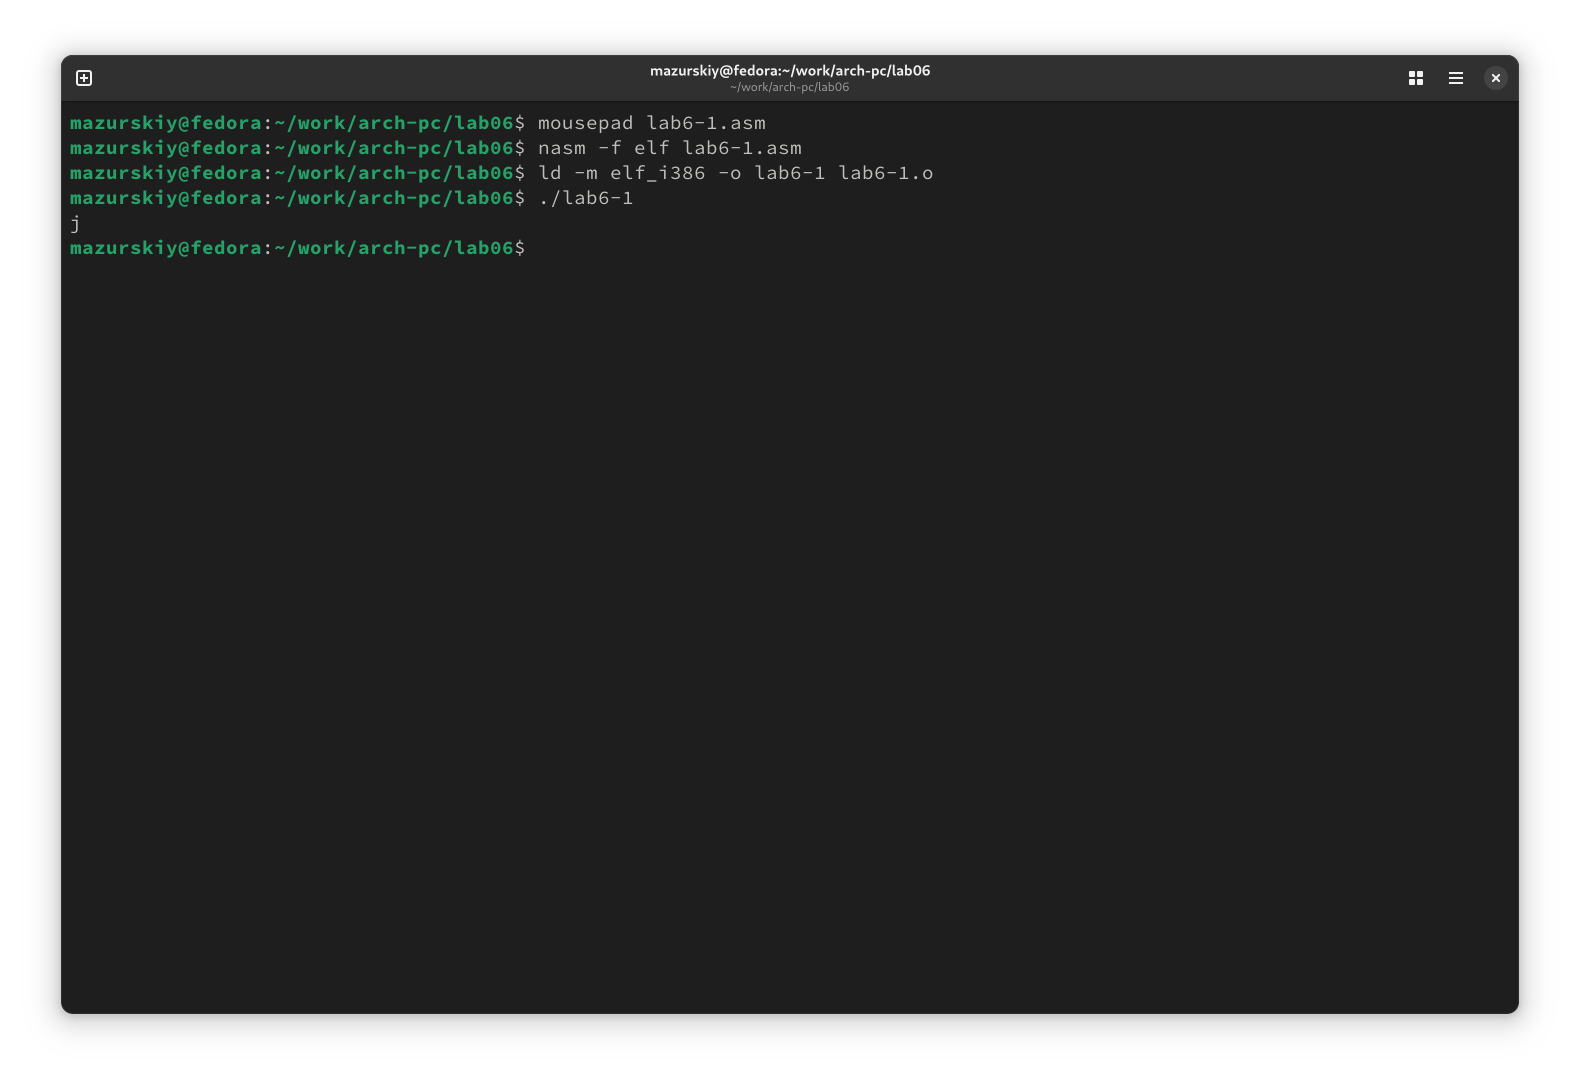 mazurskiy@fedora:~/work/arch-pc/lab06
~/work/arch-pc/lab06
mazurskiy@fedora:~/work/arch-pc/lab06$ mousepad lab6-1.asm
mazurskiy@fedora:~/work/arch-pc/lab06$ nasm -f elf lab6-1.asm
mazurskiy@fedora:~/work/arch-pc/lab06$ ld -m elf_i386 -o lab6-1 lab6-1.o
mazurskiy@fedora:~/work/arch-pc/lab06$ ./lab6-1
j
mazurskiy@fedora:~/work/arch-pc/lab06$